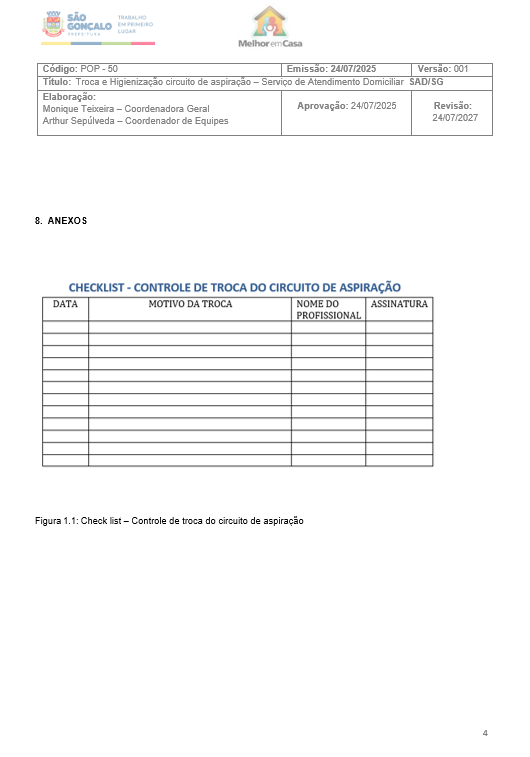 SÃO
GONÇALO
PREFEITURA
TRABALHO
EM PRIMEIRO
LUGAR
Melhor em Casa
Código: POP - 50
Emissão: 24/07/2025
Versão: 001
Título: Troca e Higienização circuito de aspiração – Serviço de Atendimento Domiciliar SAD/SG
Elaboração:
Monique Teixeira – Coordenadora Geral
Arthur Sepúlveda – Coordenador de Equipes
Aprovação: 24/07/2025
Revisão:
24/07/2027
8. ANEXOS
CHECKLIST - CONTROLE DE TROCA DO CIRCUITO DE ASPIRAÇÃO
DATA
MOTIVO DA TROCA
NOME DO
PROFISSIONAL
ASSINATURA
Figura 1.1: Check list – Controle de troca do circuito de aspiração
4